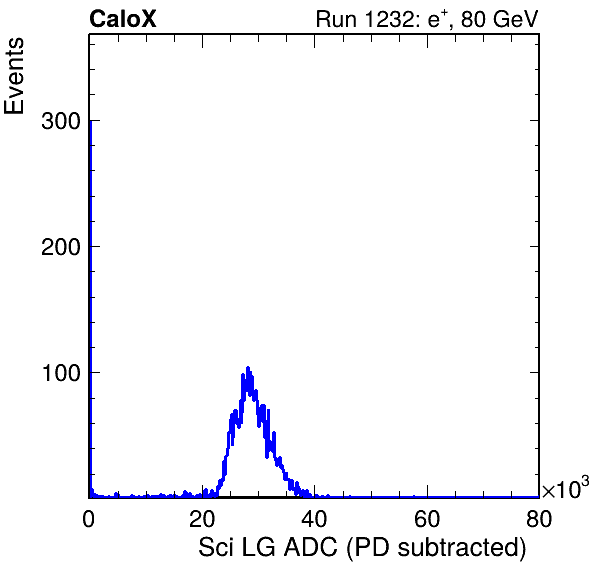 CaloX Run 1232: e⁺, 80 GeV
Events
300
200
100
0 20 40 60 80
×10³
Sci LG ADC (PD subtracted)